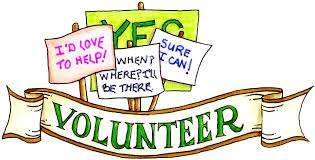 YES
I'D LOVE
TO HELP!
WHEN?
WHERE? I'LL
BE THERE
SURE
I CAN!
VOLUNTEER